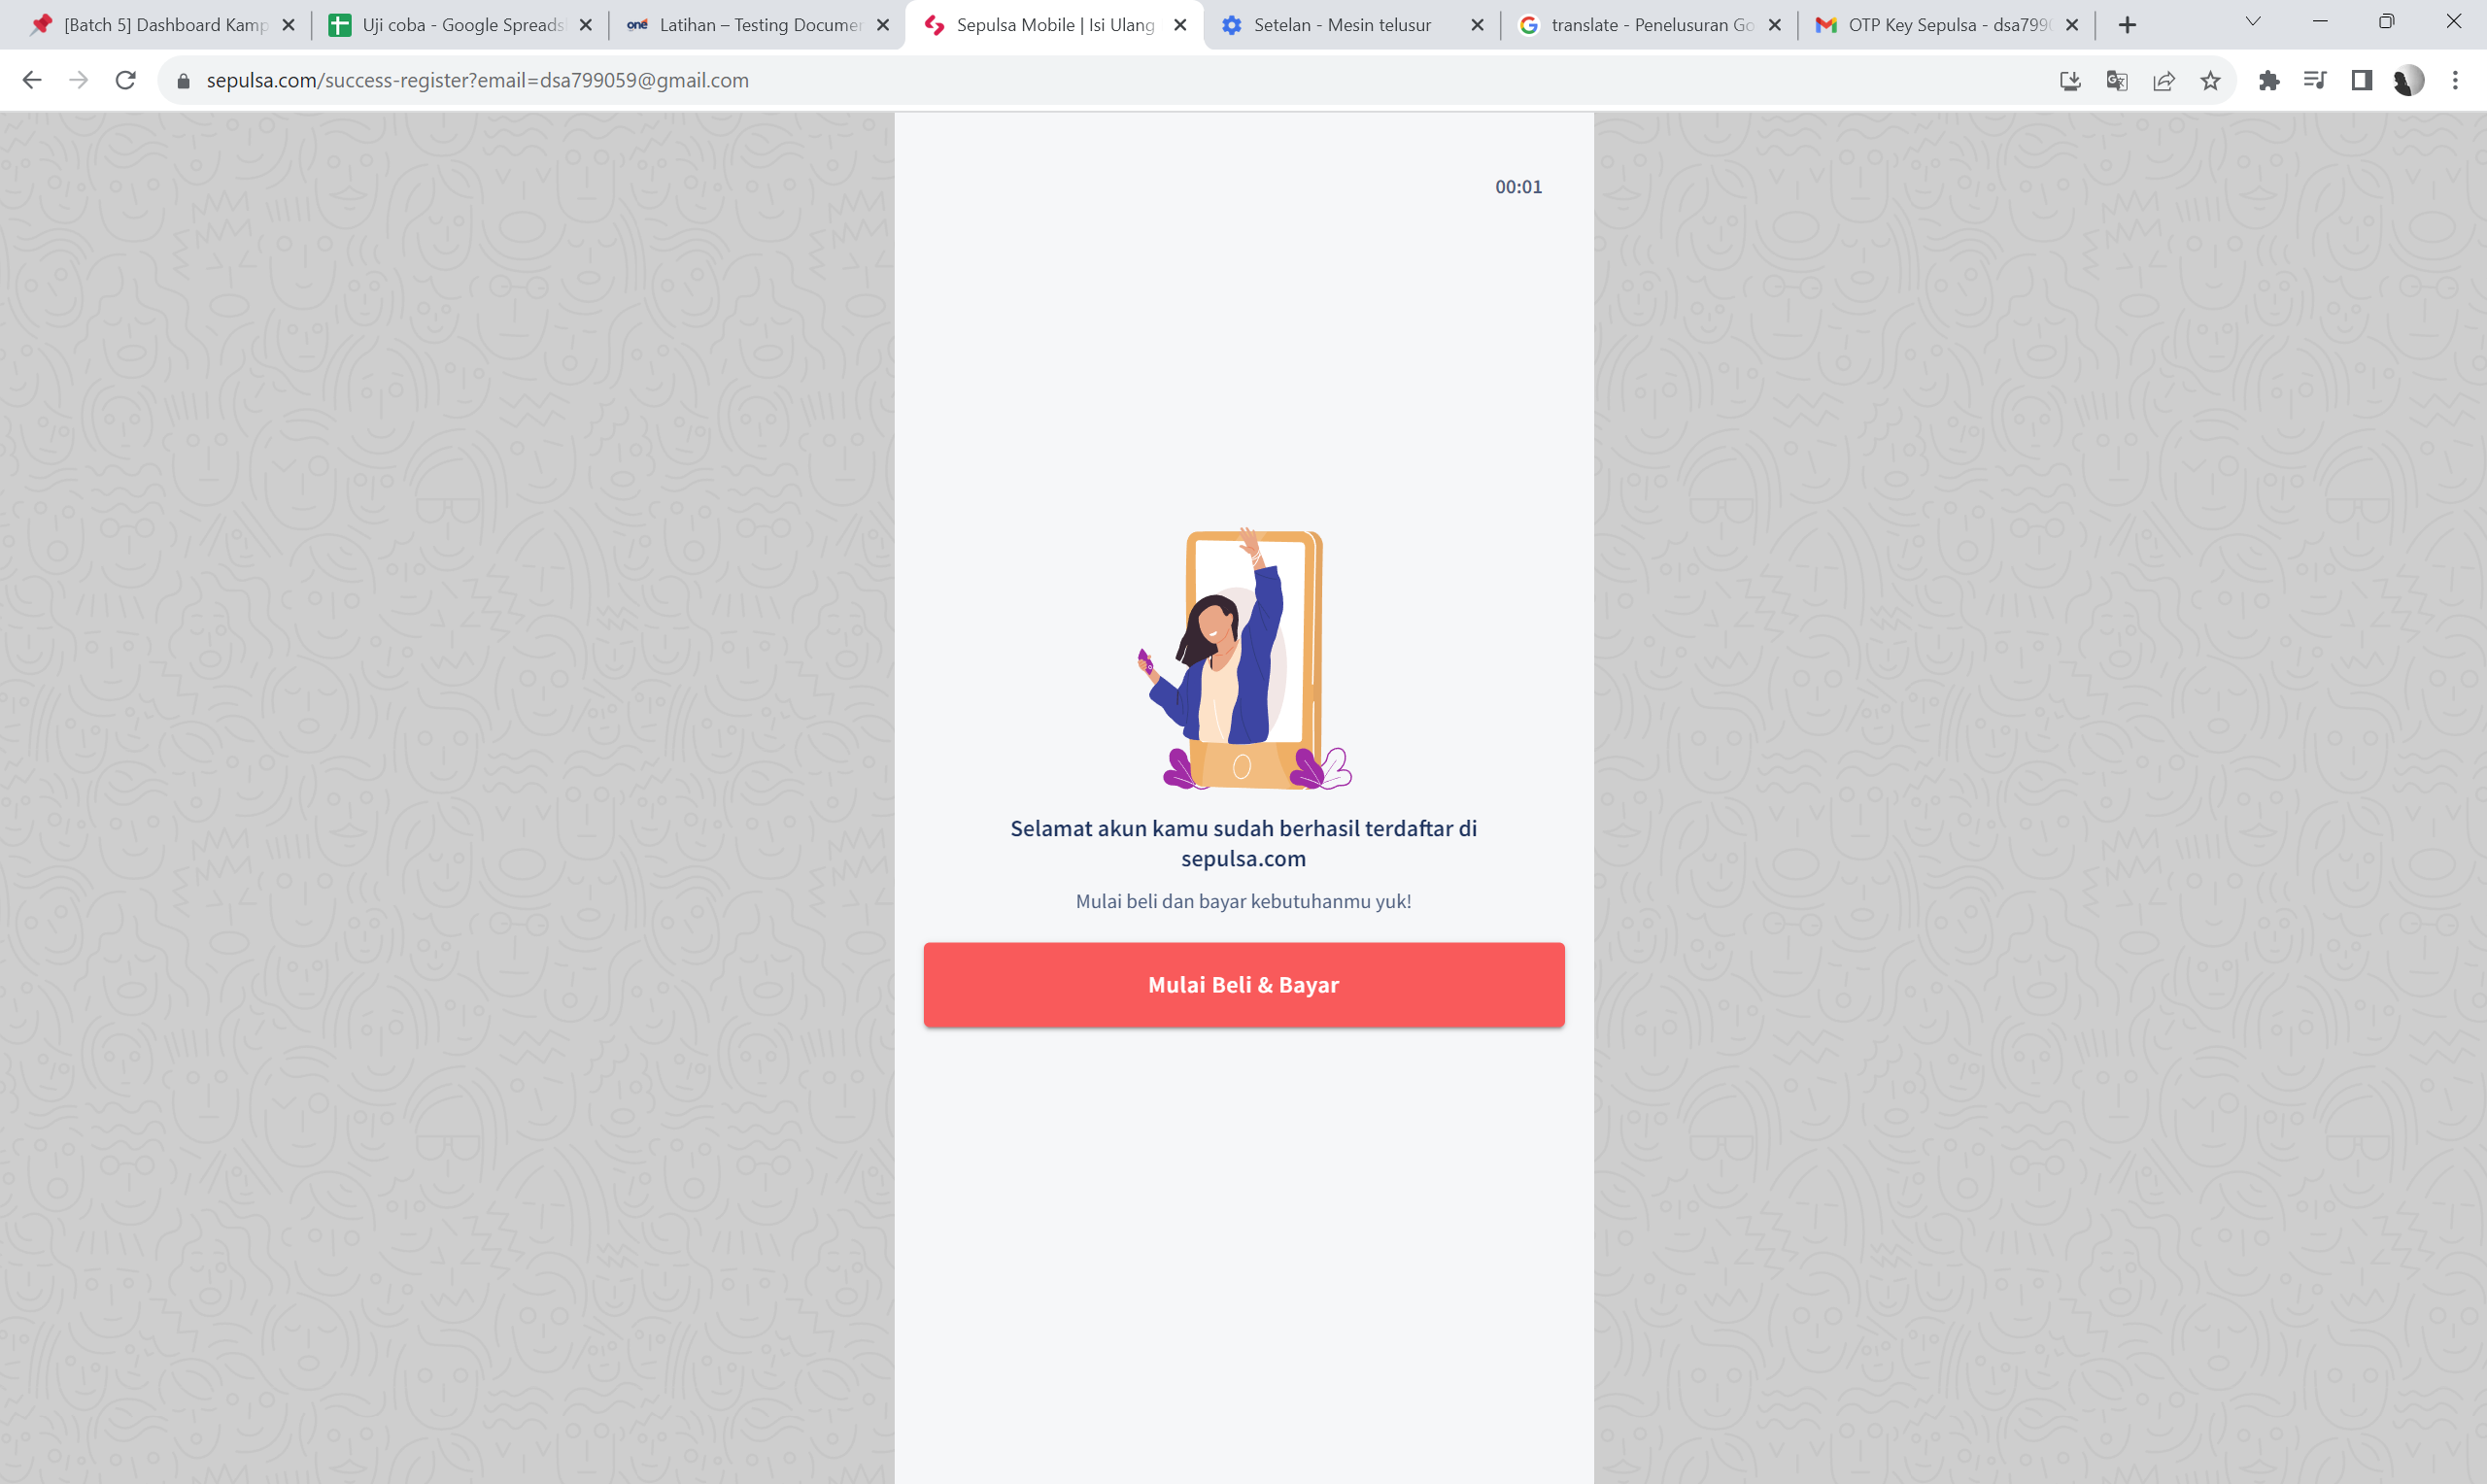 [Batch 5] Dashboard Kamp
Uji coba - Google Spreads
one Latihan – Testing Documen
Sepulsa Mobile | Isi Ulang
Setelan - Mesin telusur
translate - Penelusuran Go
OTP Key Sepulsa - dsa799
sepulsa.com/success-register?email=dsa799059@gmail.com
00:01
Selamat akun kamu sudah berhasil terdaftar di
sepulsa.com
Mulai beli dan bayar kebutuhanmu yuk!
Mulai Beli & Bayar